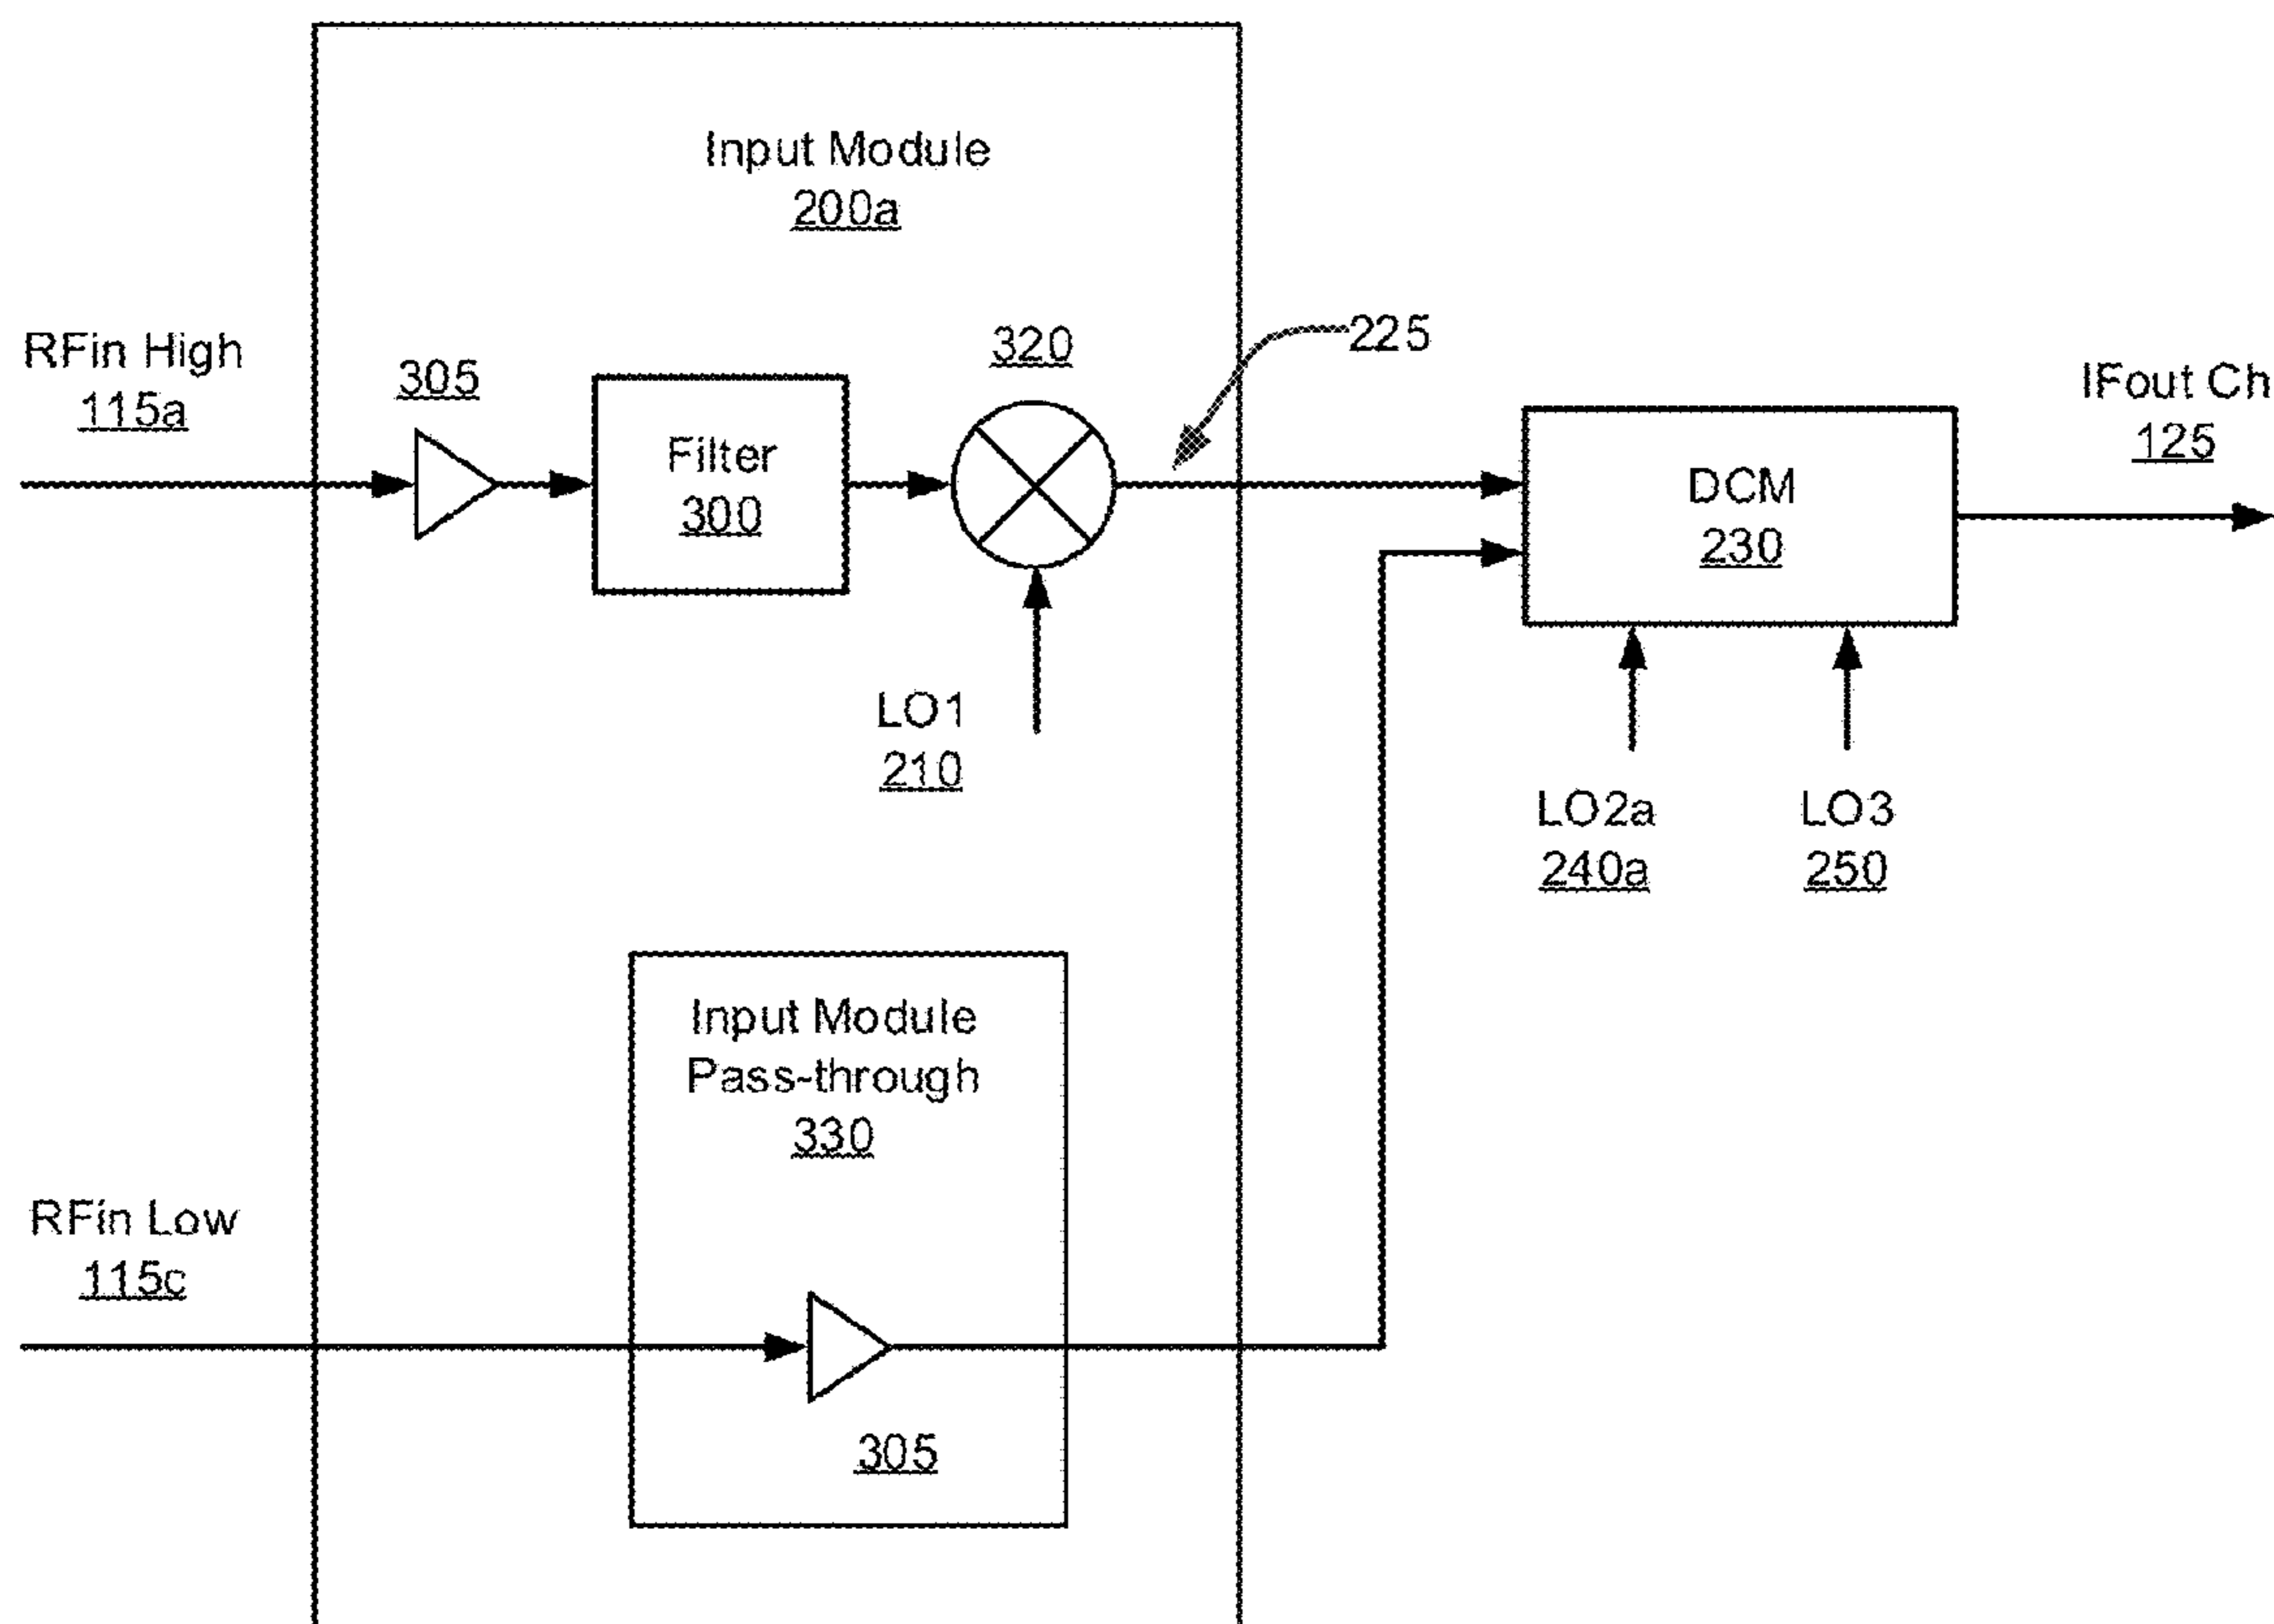 Input Module
200a
RFin High
115a
305
Filter
300
320
225
LO1
210
DCM
230
IFout Ch
125
LO2a
240a
LO3
250
Input Module
Pass-through
330
RFin Low
115c
305